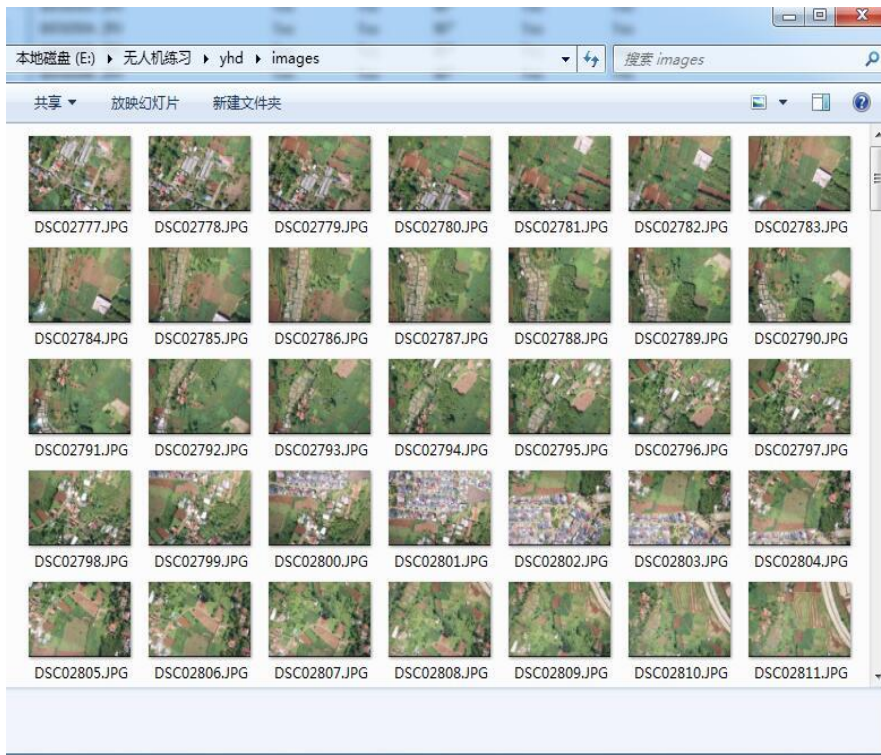 本地磁盘 (E:) ▸ 无人机练习 ▸ yhd ▸ images
搜索 images
共享 放映幻灯片 新建文件夹
DSC02777.JPG DSC02778.JPG DSC02779.JPG DSC02780.JPG DSC02781.JPG DSC02782.JPG DSC02783.JPG
DSC02784.JPG DSC02785.JPG DSC02786.JPG DSC02787.JPG DSC02788.JPG DSC02789.JPG DSC02790.JPG
DSC02791.JPG DSC02792.JPG DSC02793.JPG DSC02794.JPG DSC02795.JPG DSC02796.JPG DSC02797.JPG
DSC02798.JPG DSC02799.JPG DSC02800.JPG DSC02801.JPG DSC02802.JPG DSC02803.JPG DSC02804.JPG
DSC02805.JPG DSC02806.JPG DSC02807.JPG DSC02808.JPG DSC02809.JPG DSC02810.JPG DSC02811.JPG